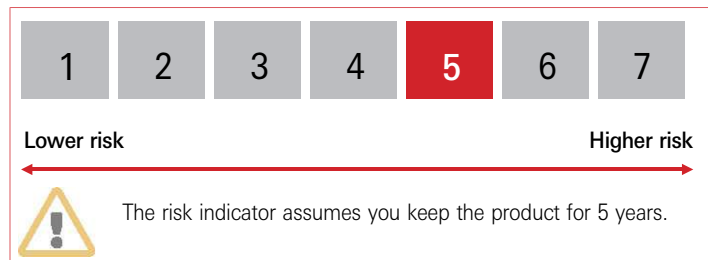 1 2 3 4 5 6 7
Lower risk Higher risk
The risk indicator assumes you keep the product for 5 years.